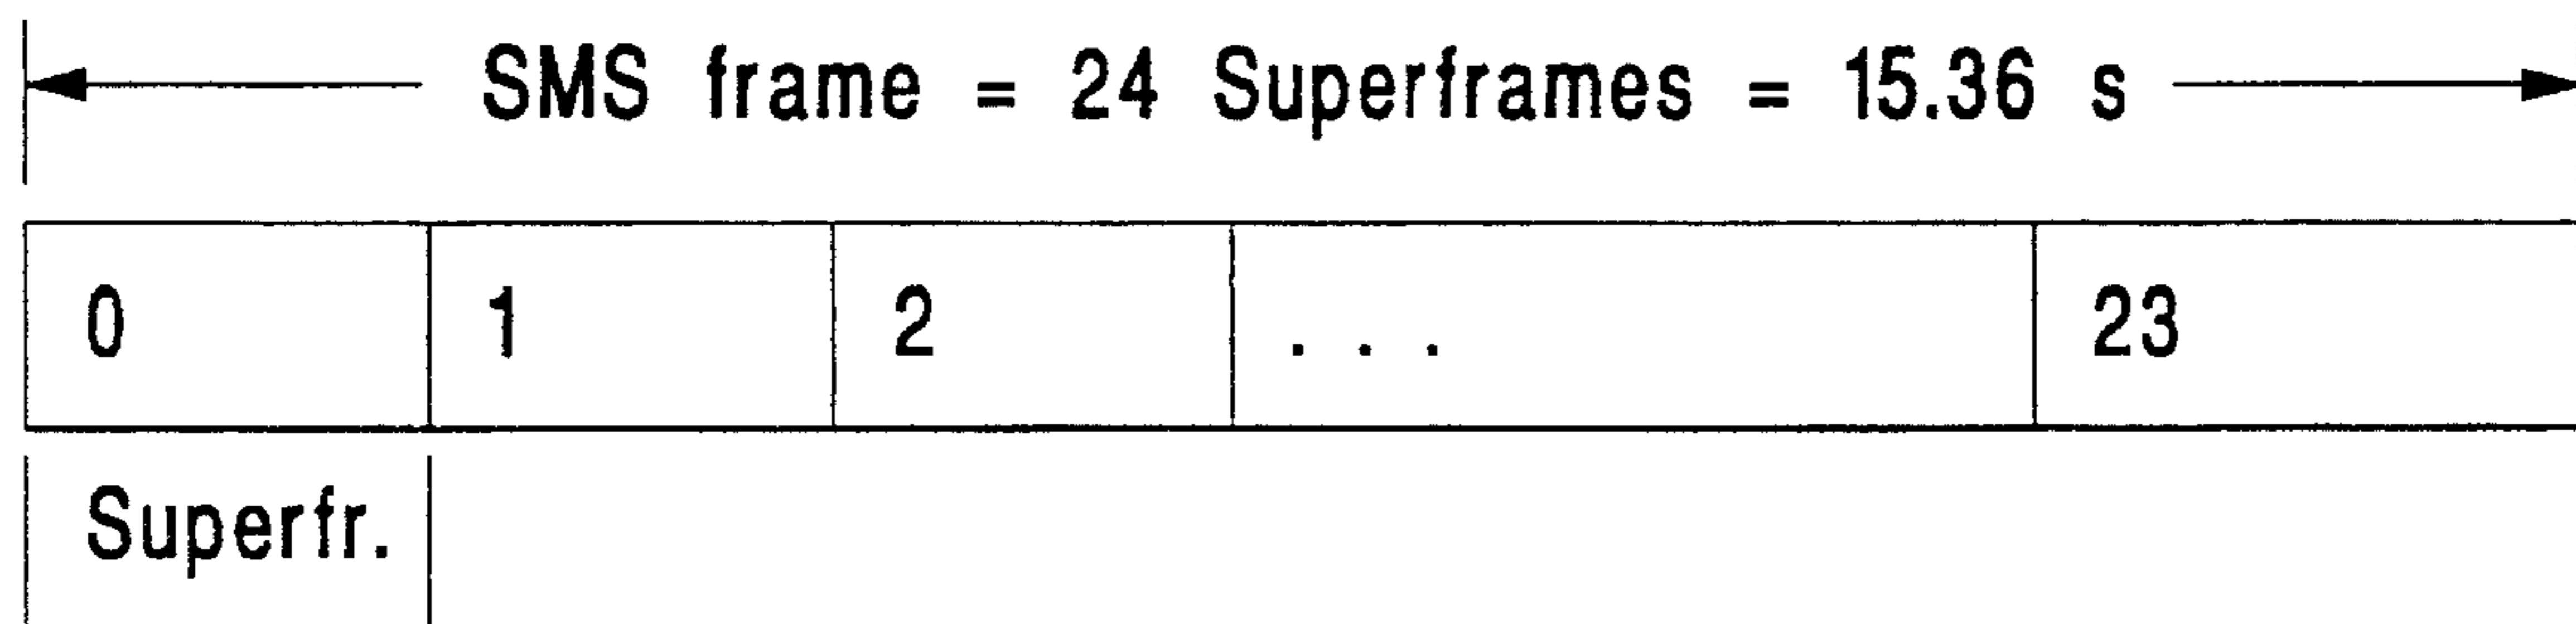 SMS frame = 24 Superframes = 15.36 s
0 1 2 . . . 23
Superfr.